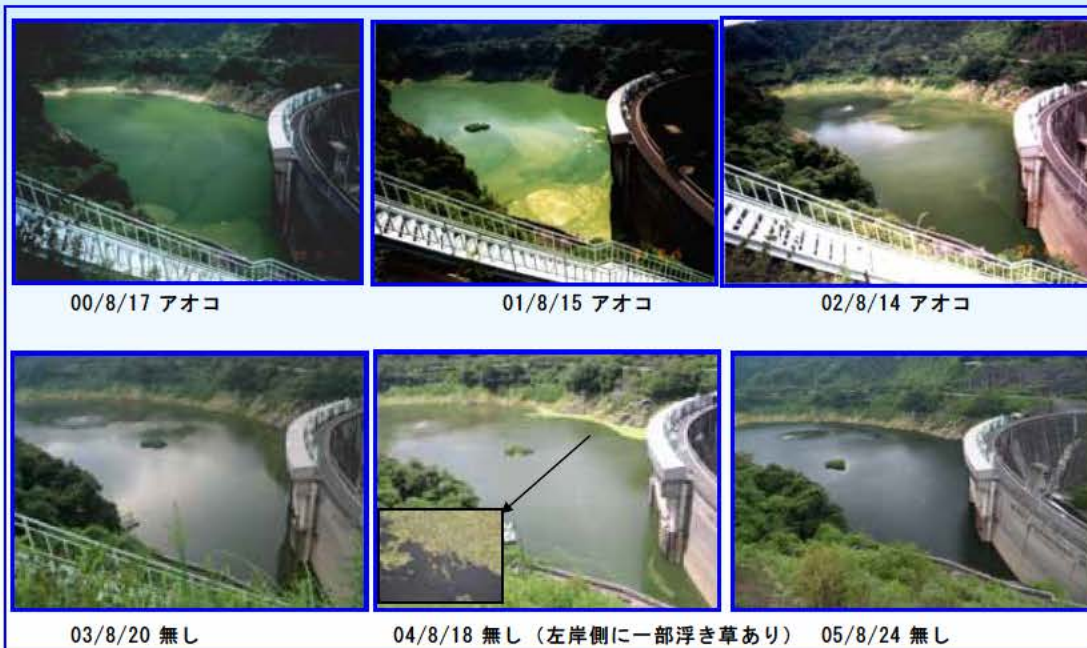 00/8/17 アオコ
01/8/15 アオコ
02/8/14 アオコ
03/8/20 無し
04/8/18 無し（左岸側に一部浮き草あり）
05/8/24 無し